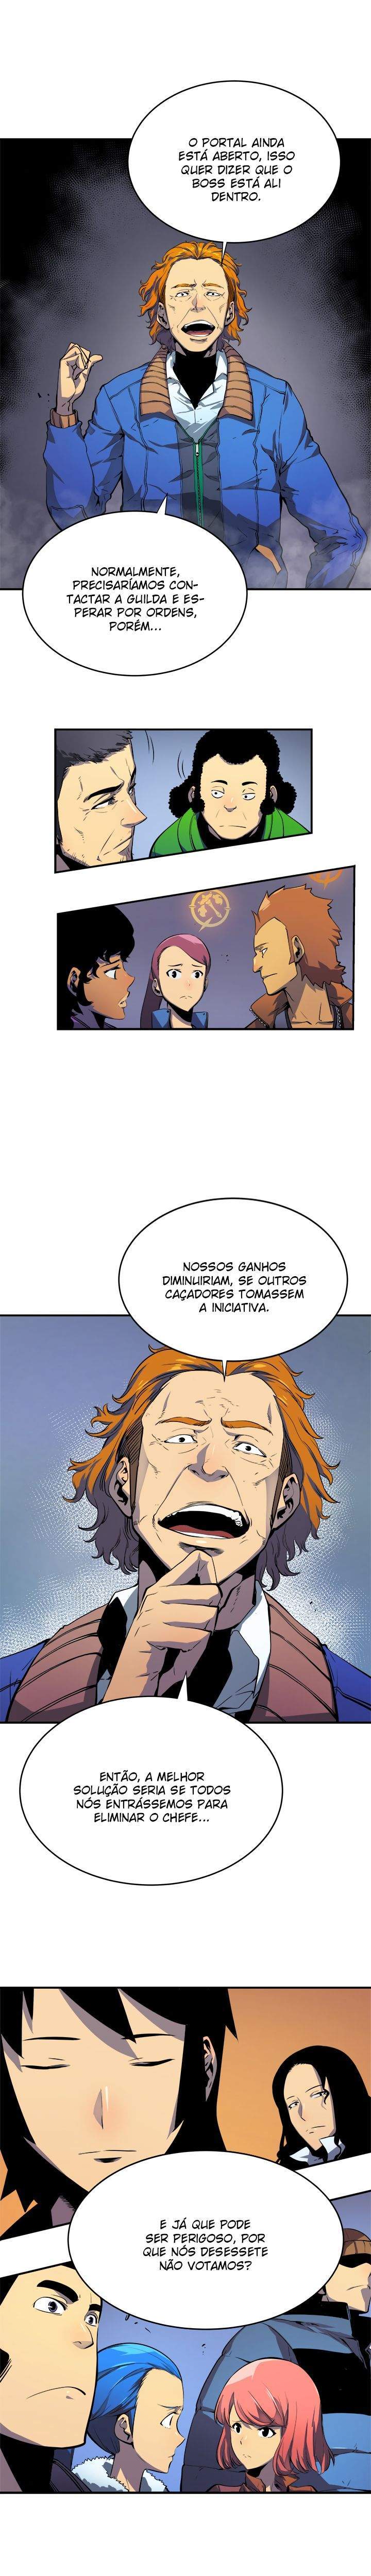 O PORTAL AINDA
ESTÁ ABERTO, ISSO
QUER DIZER QUE O
BOSS ESTÁ ALI
DENTRO.
NORMALMENTE,
PRECISARÍAMOS CON-
TACTAR A GUILDA E ES-
PERAR POR ORDENS,
PORÉM...
NOSSOS GANHOS
DIMINUIRIAM, SE OUTROS
CAÇADORES TOMASSEM
A INICIATIVA.
ENTÃO, A MELHOR
SOLUÇÃO SERIA SE TODOS
NÓS ENTRÁSSEMOS PARA
ELIMINAR O CHEFE...
E JÁ QUE PODE
SER PERIGOSO, POR
QUE NÓS DESESSETE
NÃO VOTAMOS?